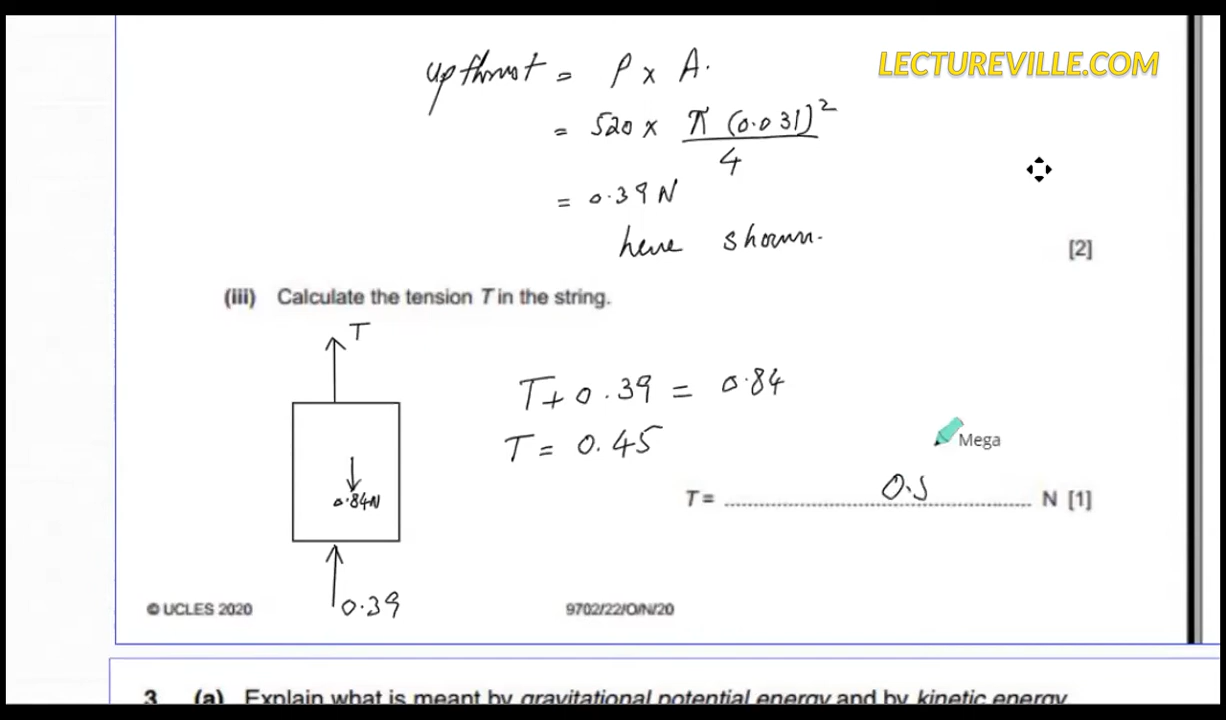 LECTUREVILLE.COM
upthrust = P x A.
= 520 x π (0.031)²
4
= 0.39 N
hence shown.
[2]
(iii) Calculate the tension T in the string.
T
T + 0.39 = 0.84
T = 0.45
Mega
0.84N
T = ........ 0.5 ........ N [1]
0.39
© UCLES 2020
9702/22/O/N/20
3 (a) Explain what is meant by gravitational potential energy and by kinetic energy